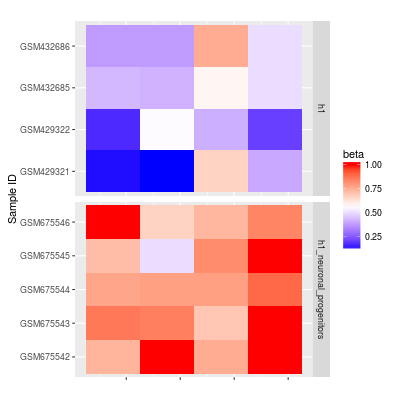 Sample ID
GSM432686
GSM432685
GSM429322
GSM429321
h1
GSM675546
GSM675545
GSM675544
GSM675543
GSM675542
h1_neuronal_progenitors
beta
1.00
0.75
0.50
0.25